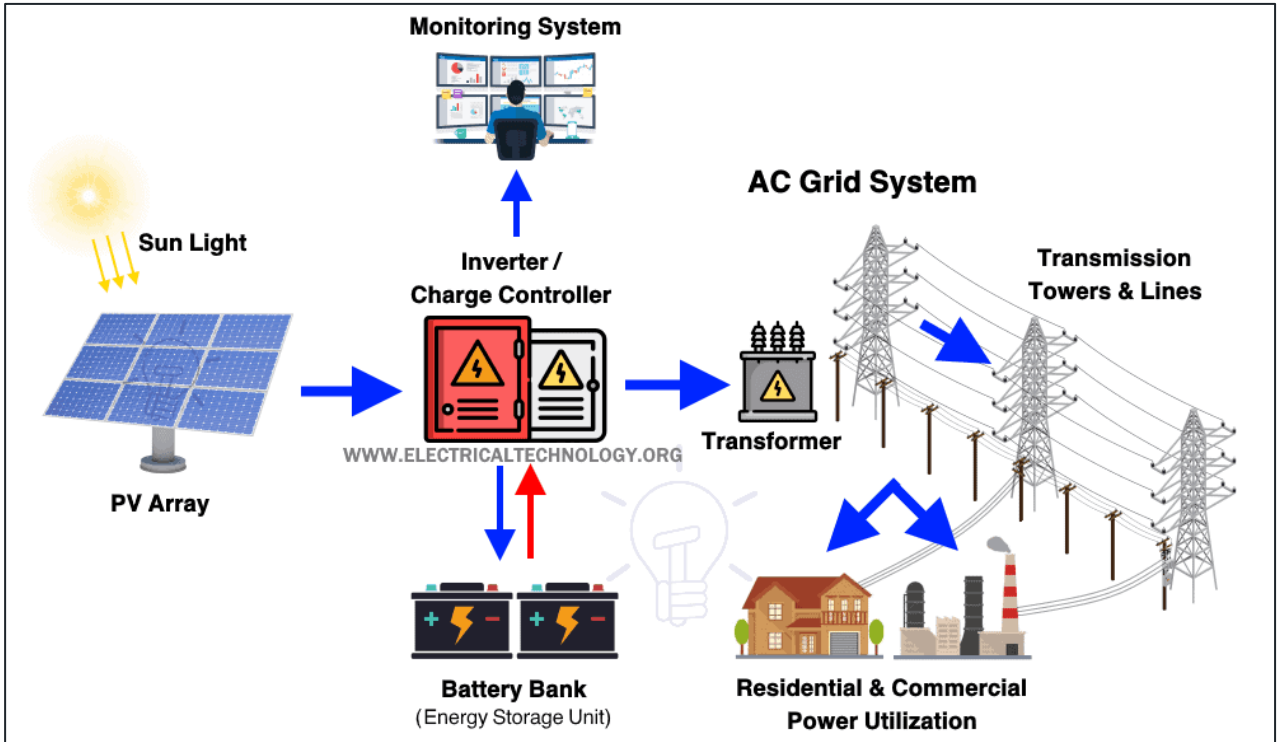 Monitoring System
AC Grid System
Sun Light
Transmission
Towers & Lines
Inverter /
Charge Controller
Transformer
WWW.ELECTRICALTECHNOLOGY.ORG
PV Array
+ - + -
Battery Bank
(Energy Storage Unit)
Residential & Commercial
Power Utilization